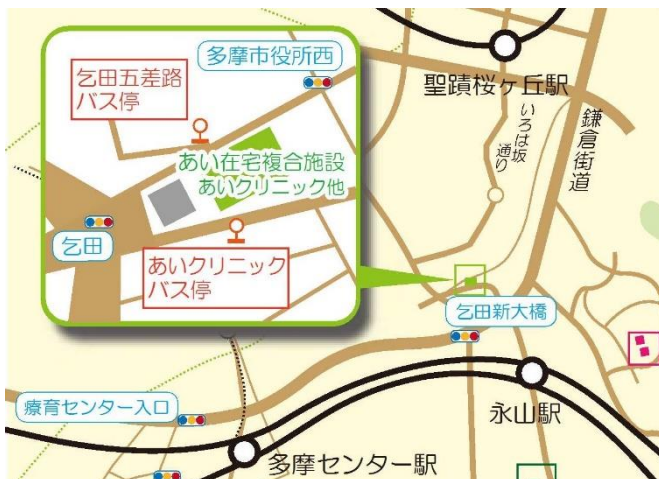 多摩市役所西
乞田五差路
バス停
あい在宅複合施設
あいクリニック他
乞田
あいクリニック
バス停
聖蹟桜ヶ丘駅
いろは坂
通り
鎌倉街道
乞田新大橋
永山駅
療育センター入口
多摩センター駅